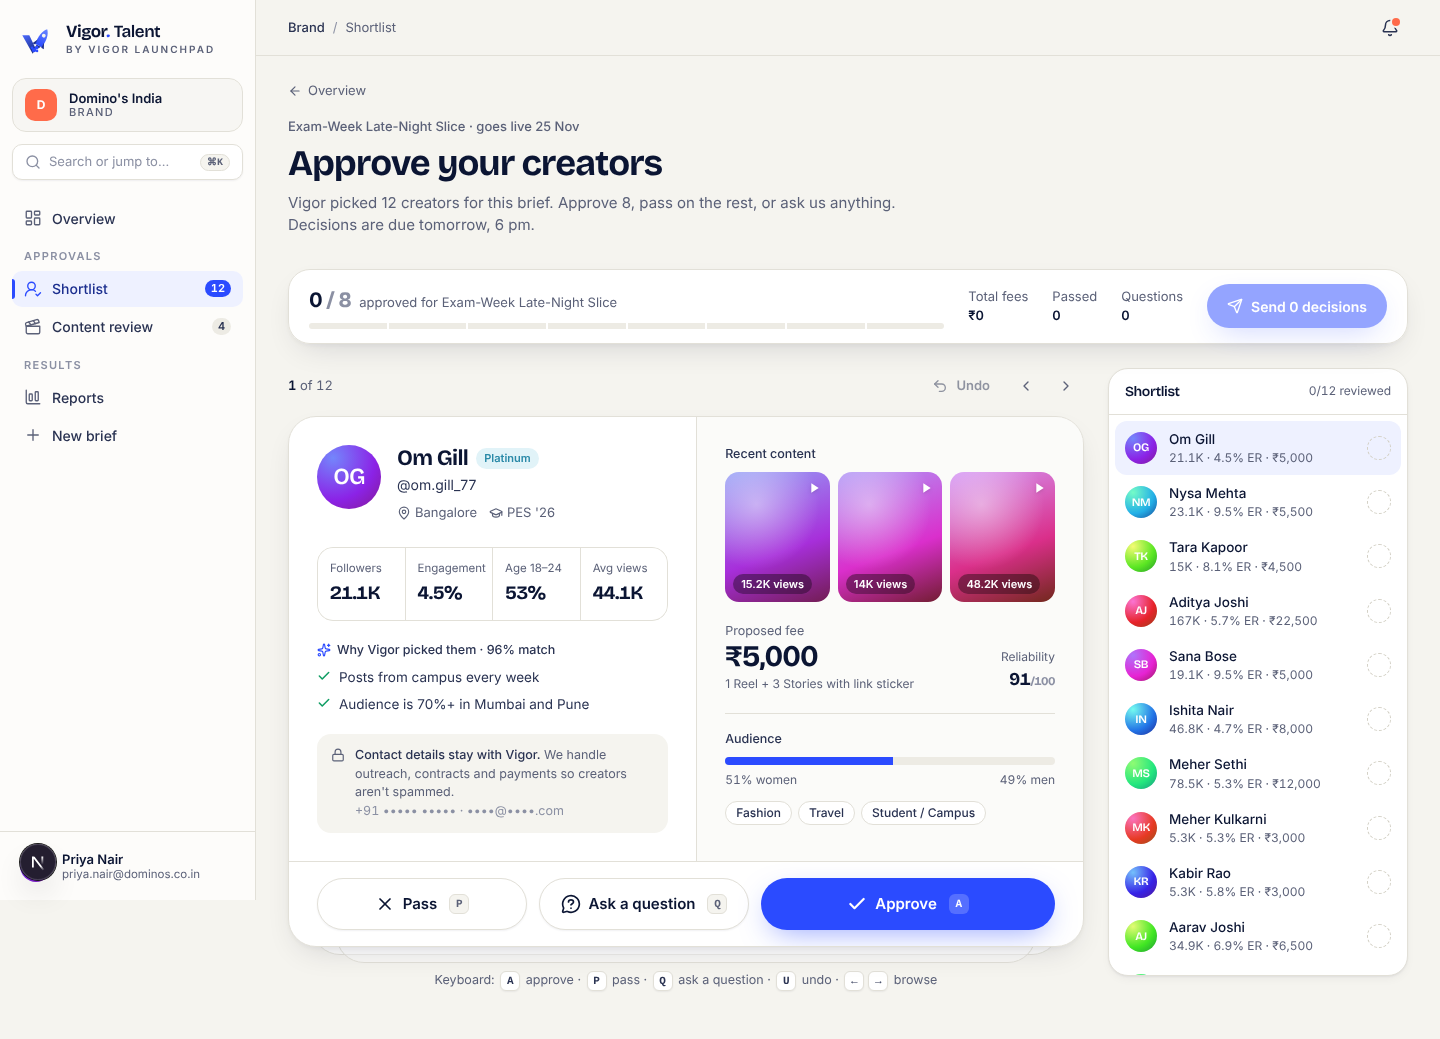 Vigor. Talent
BY VIGOR LAUNCHPAD
D
Domino's India
BRAND
Search or jump to...
⌘K
Overview
APPROVALS
Shortlist
12
Content review
4
RESULTS
Reports
New brief
N
Priya Nair
priya.nair@dominos.co.in
Brand / Shortlist
Overview
Exam-Week Late-Night Slice · goes live 25 Nov
Approve your creators
Vigor picked 12 creators for this brief. Approve 8, pass on the rest, or ask us anything.
Decisions are due tomorrow, 6 pm.
0 / 8 approved for Exam-Week Late-Night Slice
Total fees
₹0
Passed
0
Questions
0
Send 0 decisions
1 of 12
Undo
OG
Om Gill
Platinum
@om.gill_77
Bangalore
PES '26
Followers
21.1K
Engagement
4.5%
Age 18–24
53%
Avg views
44.1K
Why Vigor picked them · 96% match
Posts from campus every week
Audience is 70%+ in Mumbai and Pune
Contact details stay with Vigor. We handle
outreach, contracts and payments so creators
aren't spammed.
+91 ••••• ••••• · ••••@••••.com
Recent content
15.2K views
14K views
48.2K views
Proposed fee
₹5,000
1 Reel + 3 Stories with link sticker
Reliability
91/100
Audience
51% women
49% men
Fashion
Travel
Student / Campus
Pass P
Ask a question Q
Approve A
Keyboard: A approve · P pass · Q ask a question · U undo · ← → browse
Shortlist
0/12 reviewed
OG
Om Gill
21.1K · 4.5% ER · ₹5,000
NM
Nysa Mehta
23.1K · 9.5% ER · ₹5,500
TK
Tara Kapoor
15K · 8.1% ER · ₹4,500
AJ
Aditya Joshi
167K · 5.7% ER · ₹22,500
SB
Sana Bose
19.1K · 9.5% ER · ₹5,000
IN
Ishita Nair
46.8K · 4.7% ER · ₹8,000
MS
Meher Sethi
78.5K · 5.3% ER · ₹12,000
MK
Meher Kulkarni
5.3K · 5.3% ER · ₹3,000
KR
Kabir Rao
5.3K · 5.8% ER · ₹3,000
AJ
Aarav Joshi
34.9K · 6.9% ER · ₹6,500